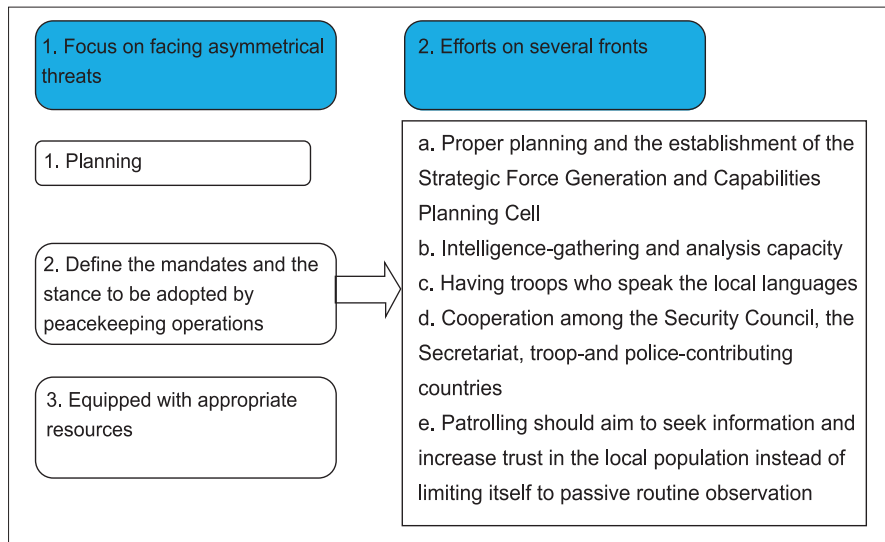 1. Focus on facing asymmetrical
threats
1. Planning
2. Define the mandates and the
stance to be adopted by
peacekeeping operations
3. Equipped with appropriate
resources
2. Efforts on several fronts
a. Proper planning and the establishment of the
Strategic Force Generation and Capabilities
Planning Cell
b. Intelligence-gathering and analysis capacity
c. Having troops who speak the local languages
d. Cooperation among the Security Council, the
Secretariat, troop-and police-contributing
countries
e. Patrolling should aim to seek information and
increase trust in the local population instead of
limiting itself to passive routine observation